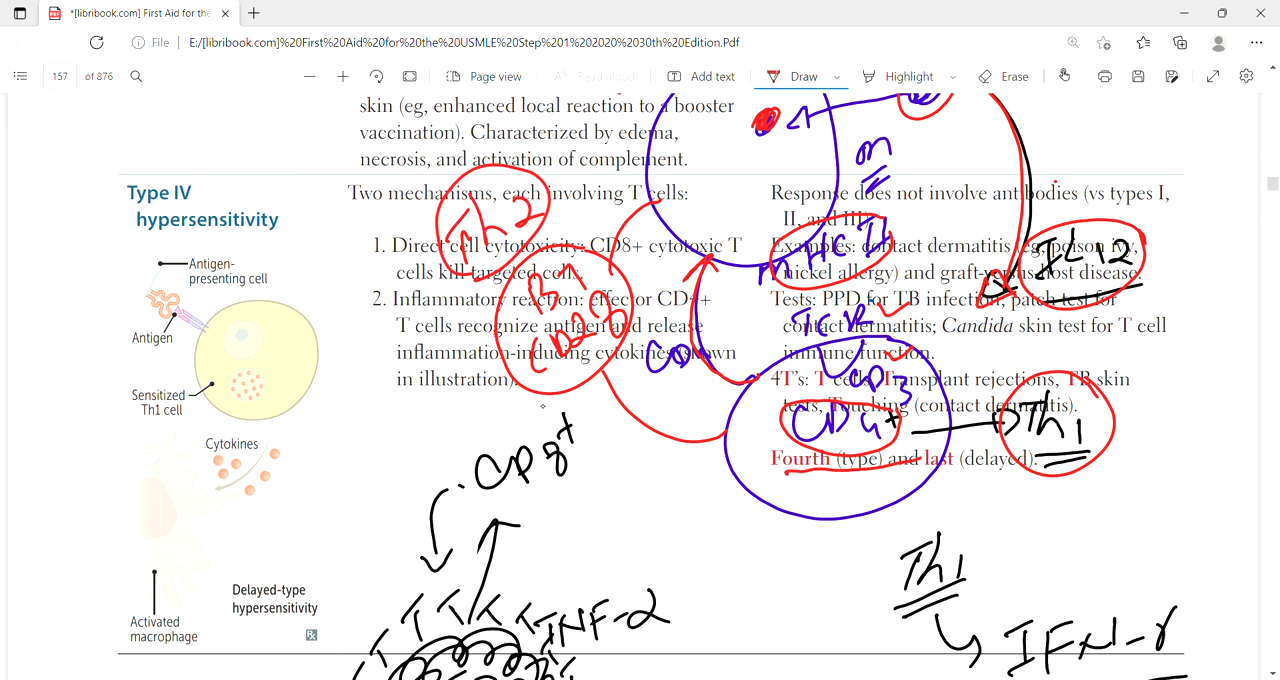 *[libribook.com] First Aid for the
File E:/[libribook.com]%20First%20Aid%20for%20the%20USMLE%20Step%201%202020%2030th%20Edition.Pdf
157 of 876 Page view Read aloud Add text Draw Highlight Erase
skin (eg, enhanced local reaction to a booster
vaccination). Characterized by edema,
necrosis, and activation of complement.
Type IV
hypersensitivity
Antigen-
presenting cell
Antigen
Sensitized
Th1 cell
Cytokines
Activated
macrophage
Delayed-type
hypersensitivity
Two mechanisms, each involving T cells:
1. Direct cell cytotoxicity: CD8+ cytotoxic T
cells kill targeted cells.
2. Inflammatory reaction: effector CD4+
T cells recognize antigen and release
inflammation-inducing cytokines (shown
in illustration).
Response does not involve antibodies (vs types I,
II, and III).
Examples: contact dermatitis (eg, poison ivy,
nickel allergy) and graft-versus-host disease.
Tests: PPD for TB infection; patch test for
contact dermatitis; Candida skin test for T cell
immune function.
4T's: T cells, Transplant rejections, TB skin
tests, Touching (contact dermatitis).
Fourth (type) and last (delayed).
m
Th2
MHC II
IL12
B7
CD28
TCR
CD3
CD4+
Th1
CD8+
Th1
TNF-α
IFN-γ